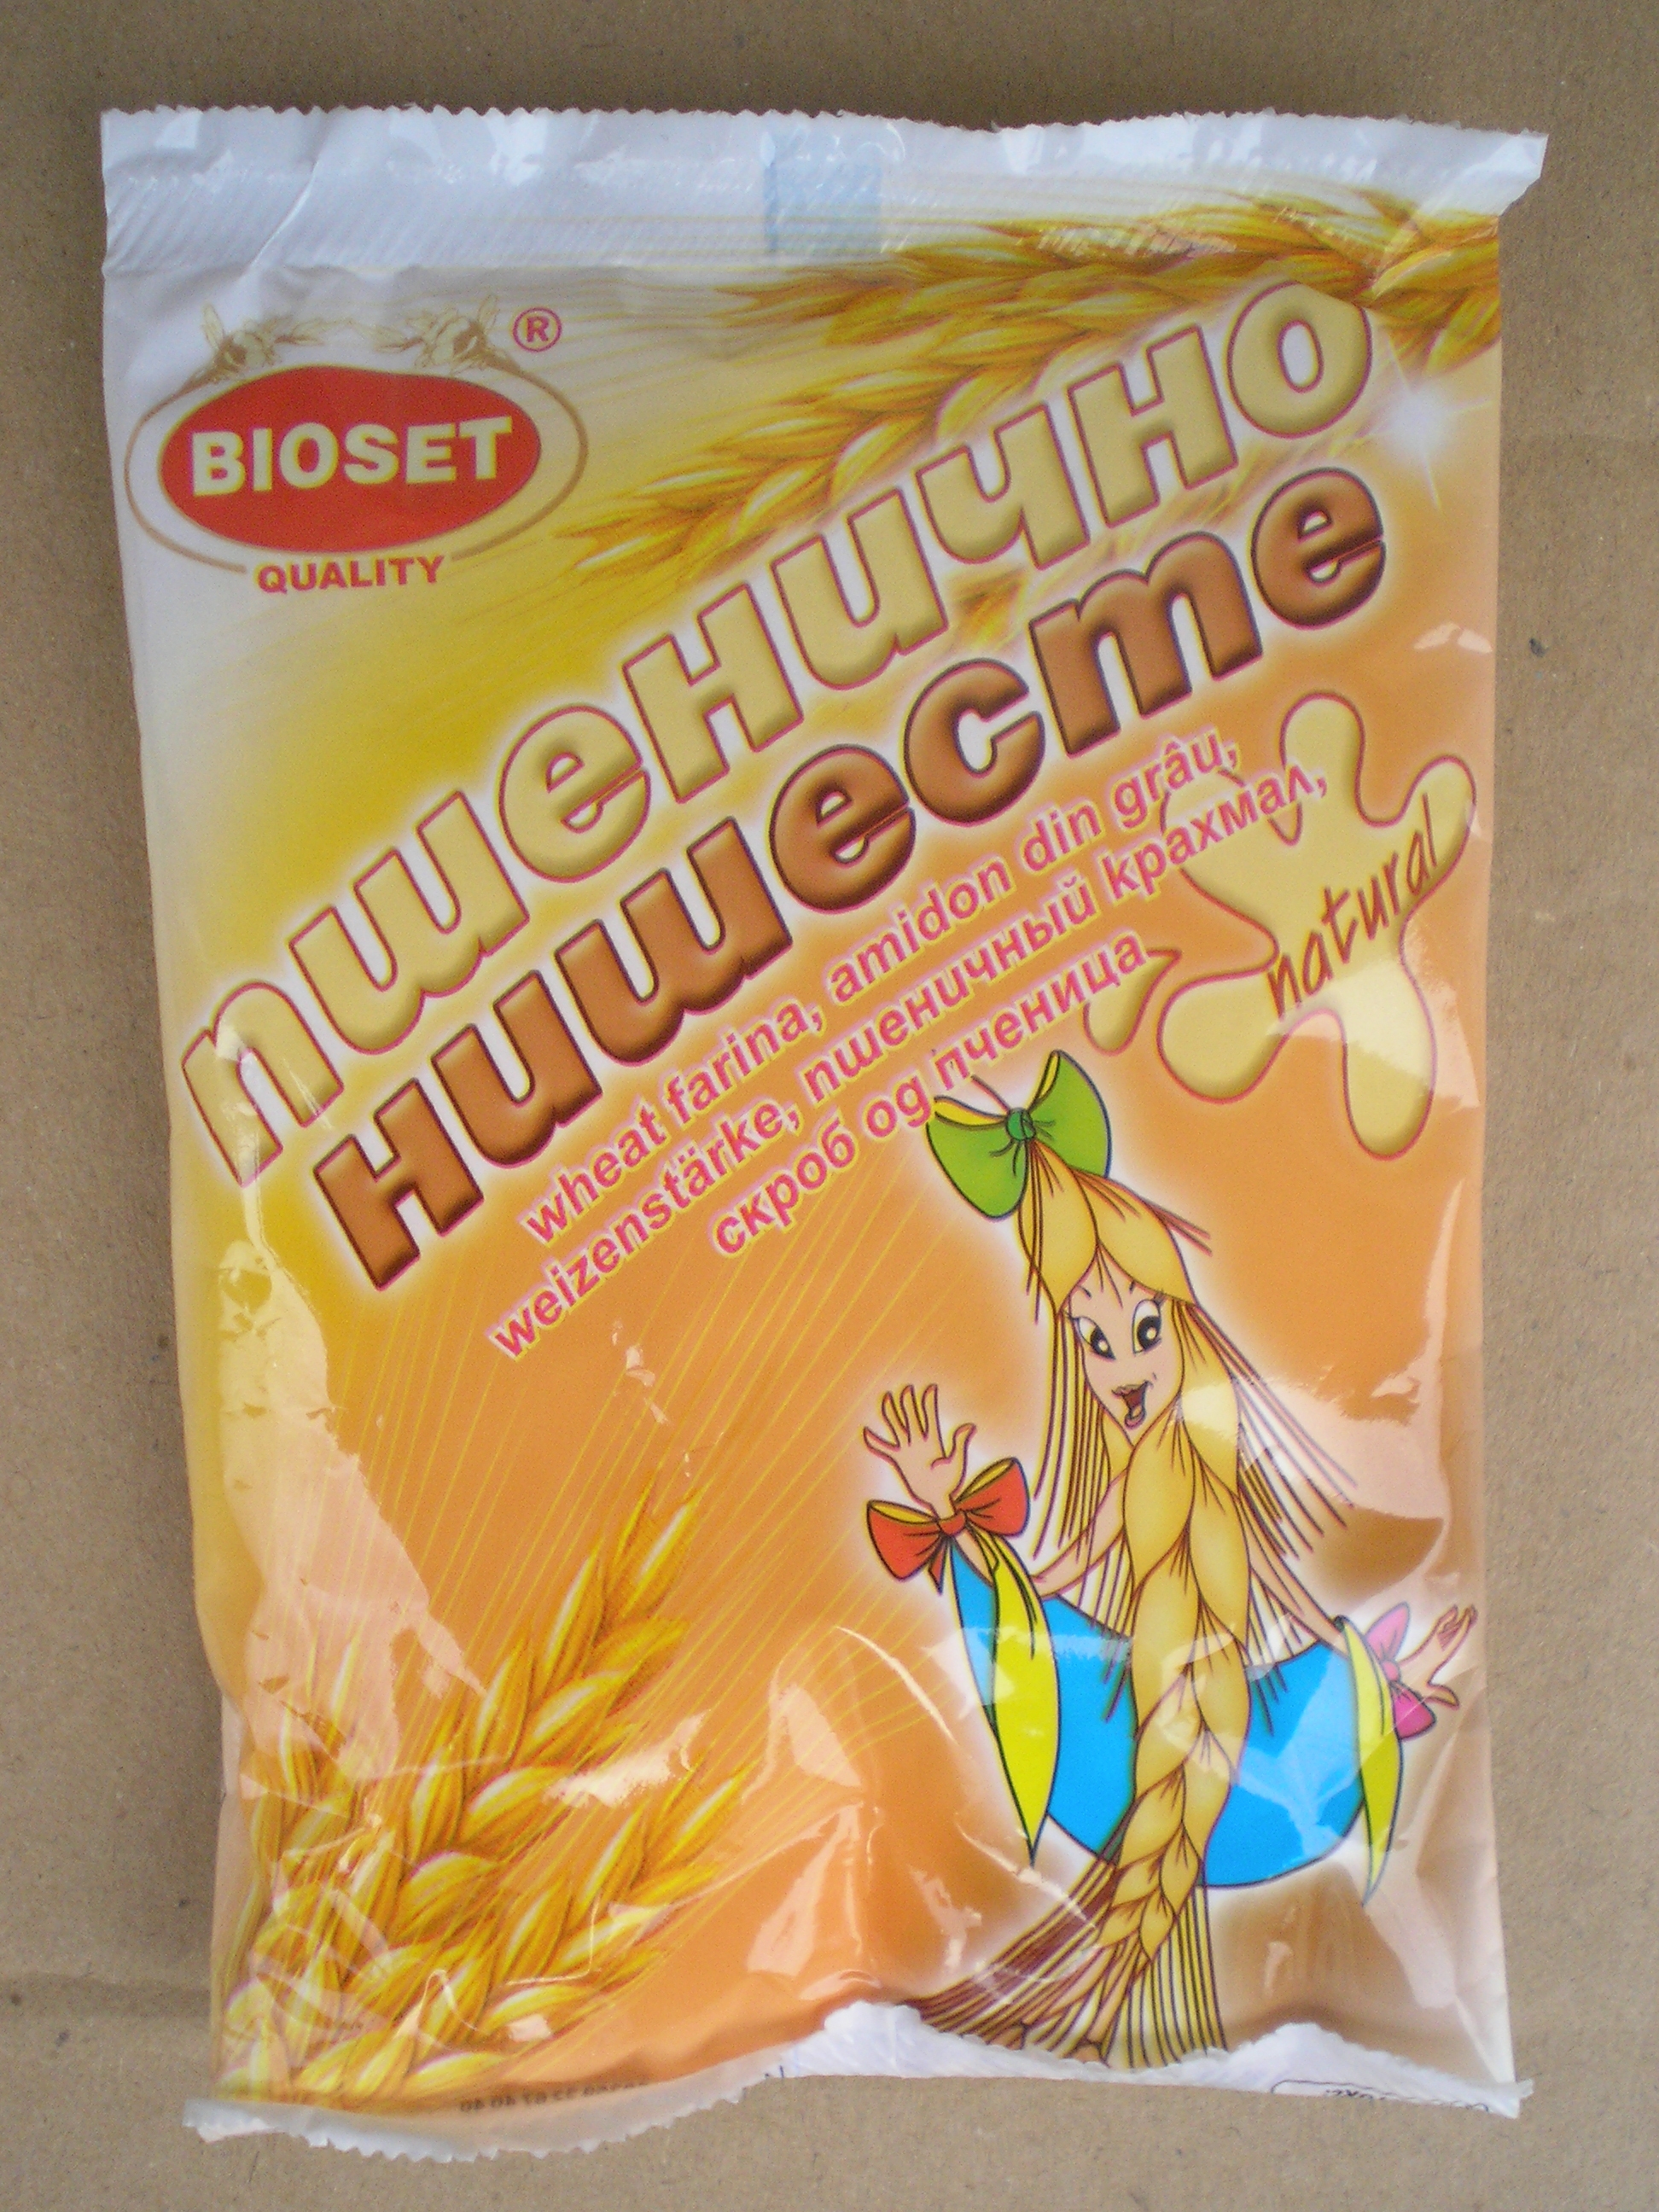 BIOSET ®
QUALITY
пшенично
нишесте
wheat farina, amidon din grâu,
weizenstärke, пшеничный крахмал,
скроб од пченица
natural